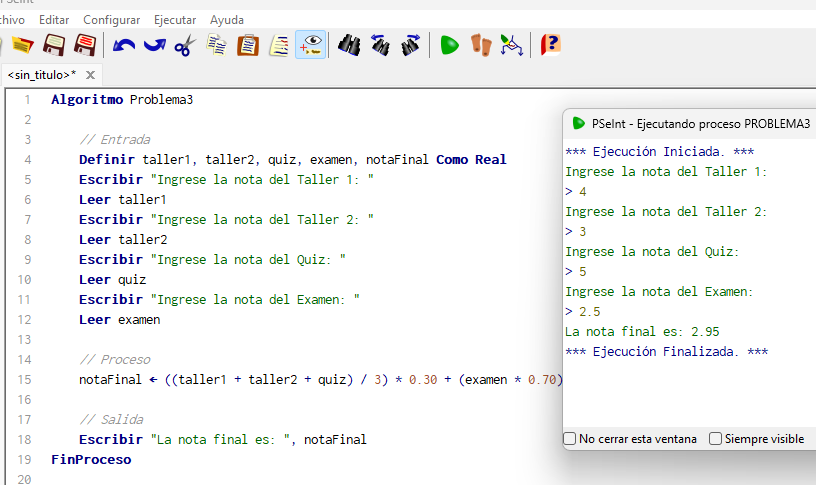 PSeInt
chivo Editar Configurar Ejecutar Ayuda
<sin_titulo>*
1 Algoritmo Problema3
2
3 // Entrada
4 Definir taller1, taller2, quiz, examen, notaFinal Como Real
5 Escribir "Ingrese la nota del Taller 1: "
6 Leer taller1
7 Escribir "Ingrese la nota del Taller 2: "
8 Leer taller2
9 Escribir "Ingrese la nota del Quiz: "
10 Leer quiz
11 Escribir "Ingrese la nota del Examen: "
12 Leer examen
13
14 // Proceso
15 notaFinal ← ((taller1 + taller2 + quiz) / 3) * 0.30 + (examen * 0.70)
16
17 // Salida
18 Escribir "La nota final es: ", notaFinal
19 FinProceso
20
PSeInt - Ejecutando proceso PROBLEMA3
*** Ejecución Iniciada. ***
Ingrese la nota del Taller 1:
> 4
Ingrese la nota del Taller 2:
> 3
Ingrese la nota del Quiz:
> 5
Ingrese la nota del Examen:
> 2.5
La nota final es: 2.95
*** Ejecución Finalizada. ***
No cerrar esta ventana Siempre visible